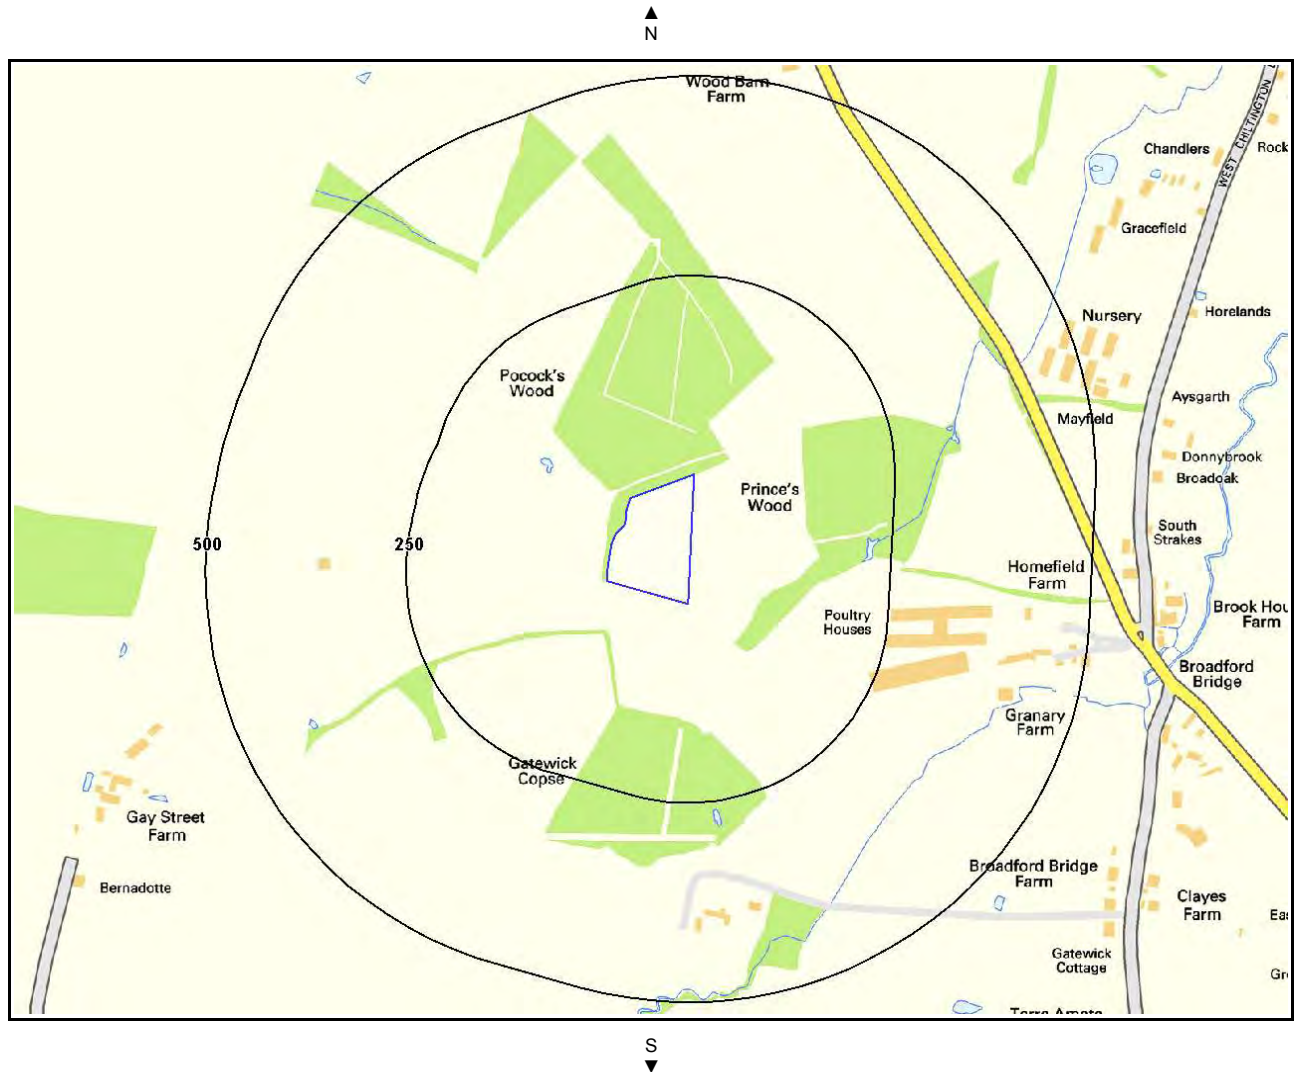 N
Wood Barn
Farm
WEST CHILTINGTON
Chandlers
Rock
Gracefield
Nursery
Horelands
Pocock's
Wood
Aysgarth
Mayfield
Donnybrook
Broadoak
Prince's
Wood
500
250
South
Strakes
Homefield
Farm
Poultry
Houses
Brook Hou
Farm
Broadford
Bridge
Granary
Farm
Gatewick
Copse
Gay Street
Farm
Bernadotte
Broadford Bridge
Farm
Clayes
Farm
Eas
Gatewick
Cottage
Gr
S